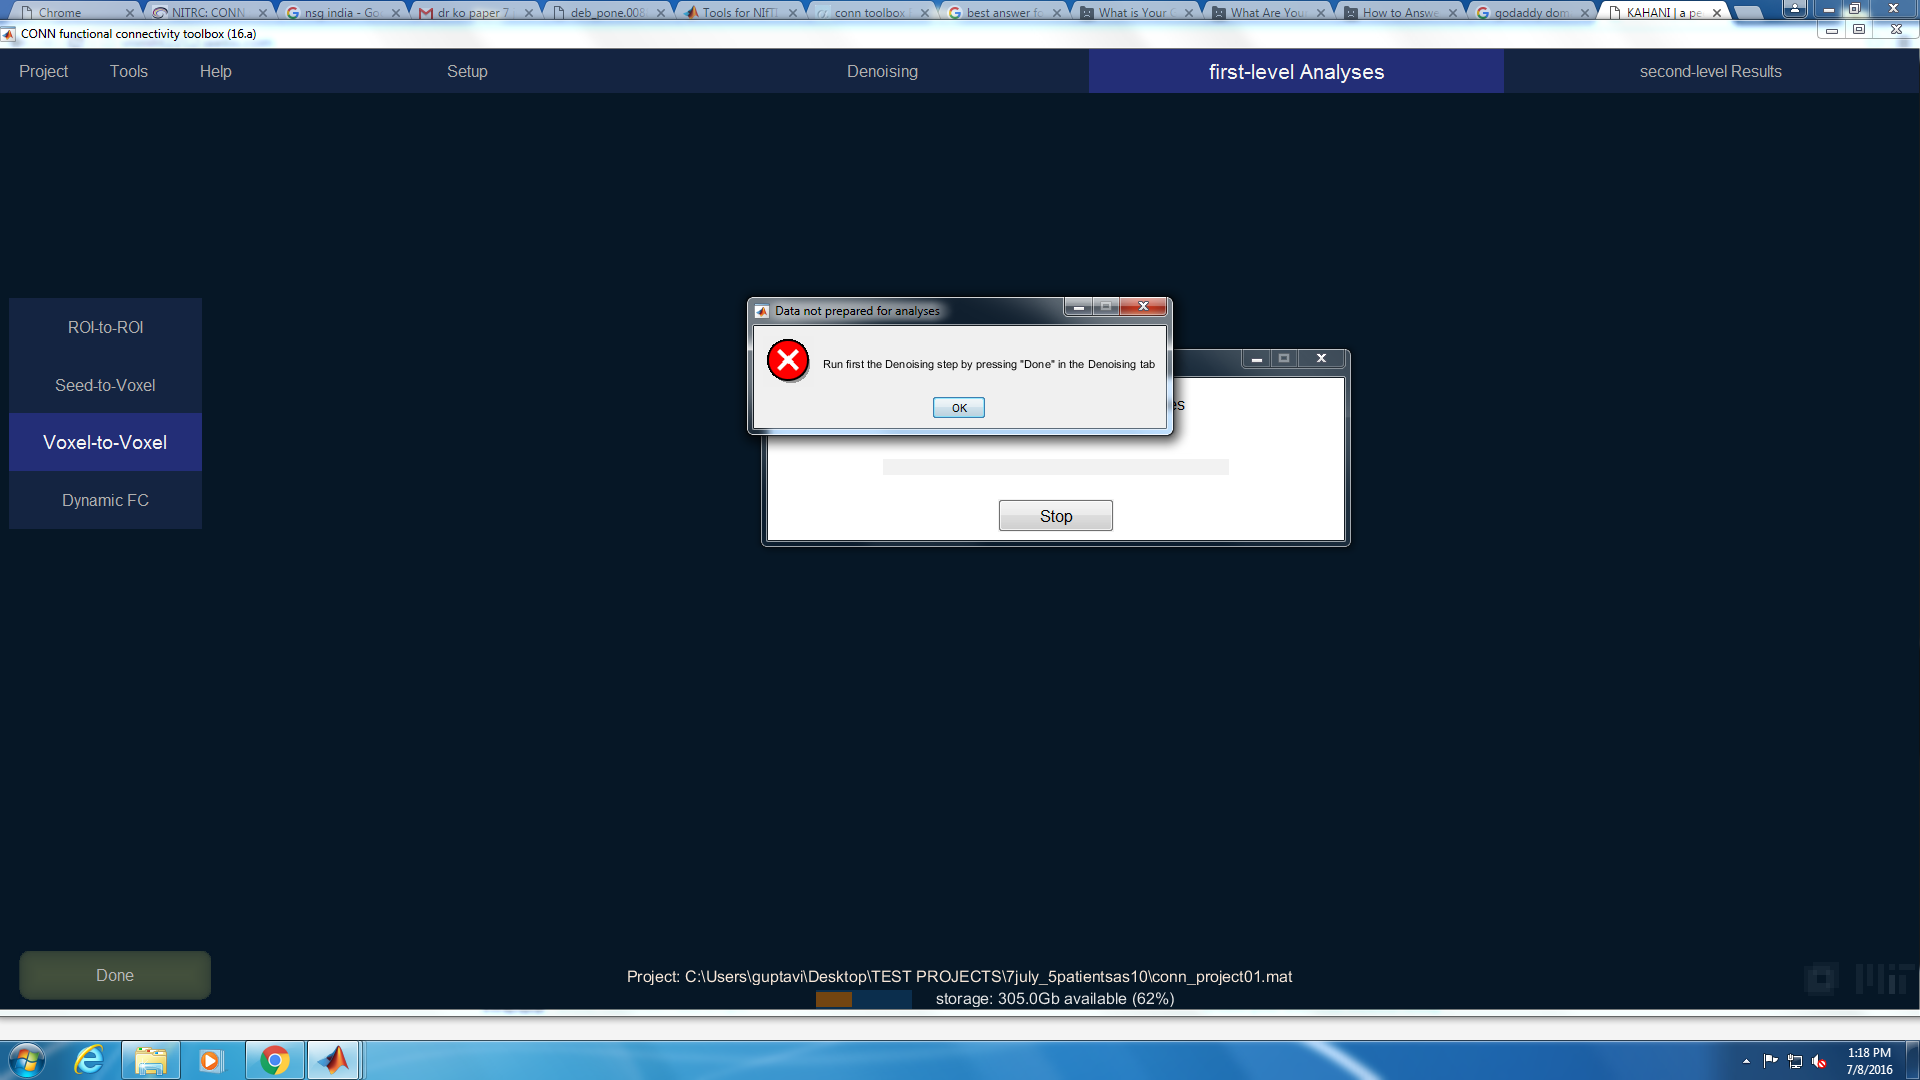 Chrome
NITRC: CONN
nsg india - Go
dr ko paper 7
deb_pone.008
Tools for NIfT
conn toolbox
best answer fo
What is Your
What Are You
How to Answe
godaddy dom
KAHANI | a pe
CONN functional connectivity toolbox (16.a)
Project
Tools
Help
Setup
Denoising
first-level Analyses
second-level Results
ROI-to-ROI
Seed-to-Voxel
Voxel-to-Voxel
Dynamic FC
Data not prepared for analyses
Run first the Denoising step by pressing "Done" in the Denoising tab
OK
es
Stop
Done
Project: C:\Users\guptavi\Desktop\TEST PROJECTS\7july_5patientsas10\conn_project01.mat
storage: 305.0Gb available (62%)
1:18 PM
7/8/2016